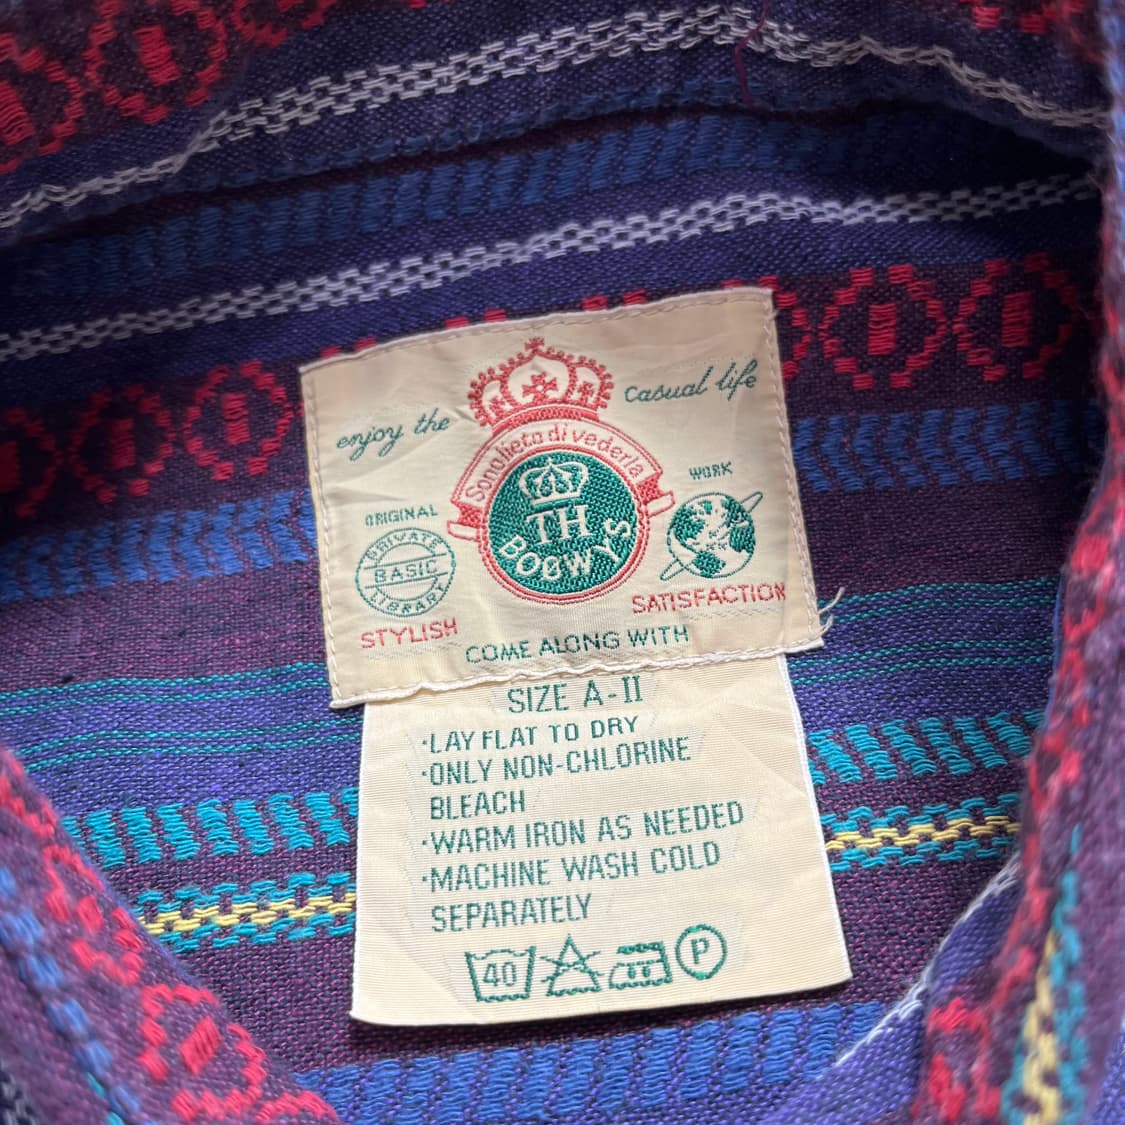 enjoy the
casual life
Sono lieto di vederla
TH
BOØWYS
ORIGINAL
PRIVATE
BASIC
LIBRARY
STYLISH
WORK
SATISFACTION
COME ALONG WITH
SIZE A-II
·LAY FLAT TO DRY
·ONLY NON-CHLORINE
BLEACH
·WARM IRON AS NEEDED
·MACHINE WASH COLD
SEPARATELY
40
P